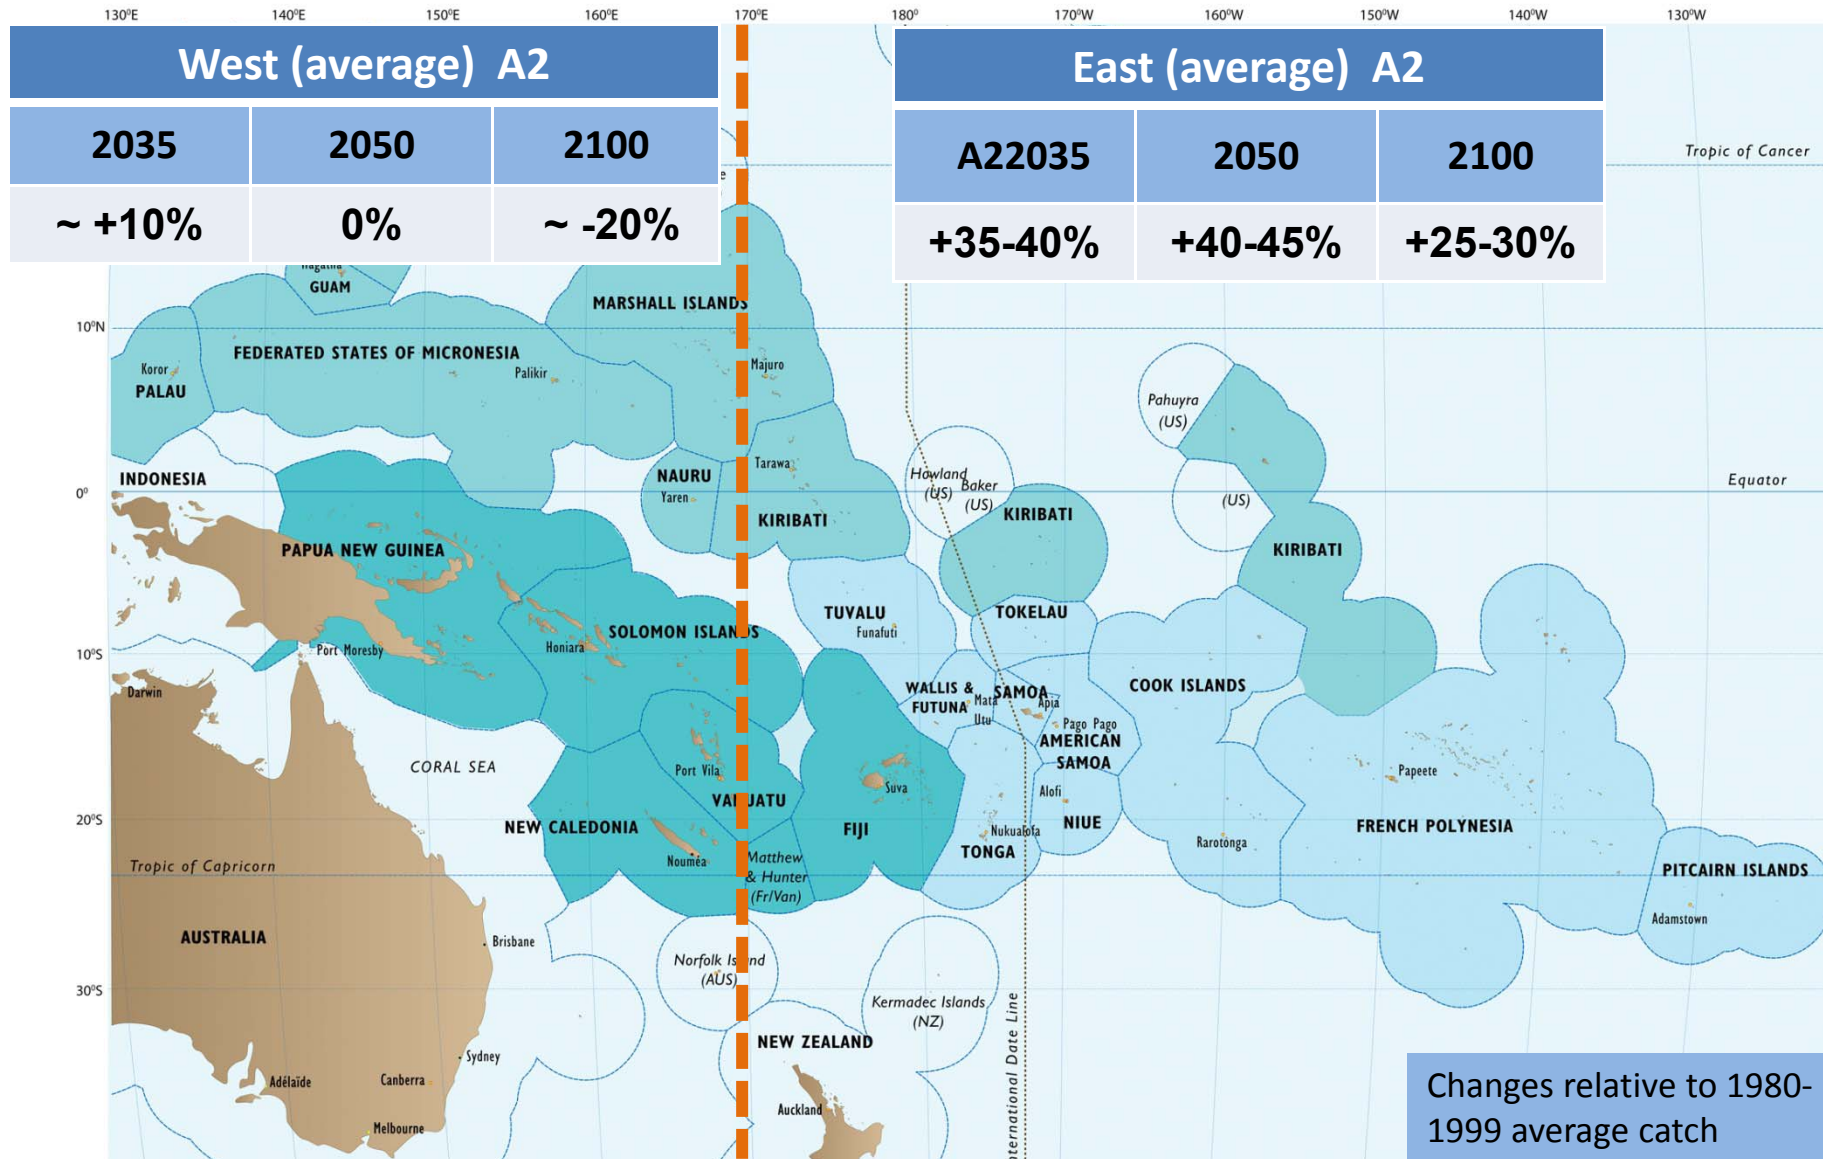 130°E 140°E 150°E 160°E 170°E 180° 170°W 160°W 150°W 140°W 130°W
West (average) A2
2035 2050 2100
~ +10% 0% ~ -20%
East (average) A2
A22035 2050 2100
+35-40% +40-45% +25-30%
Tropic of Cancer
Hagatna
GUAM
MARSHALL ISLANDS
10°N
FEDERATED STATES OF MICRONESIA
Koror
PALAU
Palikir
Majuro
Pahuyra
(US)
INDONESIA
NAURU
Yaren
Tarawa
KIRIBATI
Howland
(US)
Baker
(US)
KIRIBATI
(US)
Equator
0°
PAPUA NEW GUINEA
KIRIBATI
TUVALU
Funafuti
TOKELAU
SOLOMON ISLANDS
Honiara
Port Moresby
10°S
Darwin
WALLIS &
FUTUNA
Mata
Utu
SAMOA
Apia
Pago Pago
AMERICAN
SAMOA
COOK ISLANDS
CORAL SEA
Port Vila
VANUATU
Suva
FIJI
Alofi
NIUE
Papeete
20°S
NEW CALEDONIA
Nouméa
Nukualofa
TONGA
Rarotonga
FRENCH POLYNESIA
Tropic of Capricorn
Matthew
& Hunter
(Fr/Van)
PITCAIRN ISLANDS
Adamstown
AUSTRALIA
Brisbane
Norfolk Island
(AUS)
30°S
Kermadec Islands
(NZ)
International Date Line
NEW ZEALAND
Sydney
Adélaïde
Canberra
Auckland
Melbourne
Changes relative to 1980-
1999 average catch